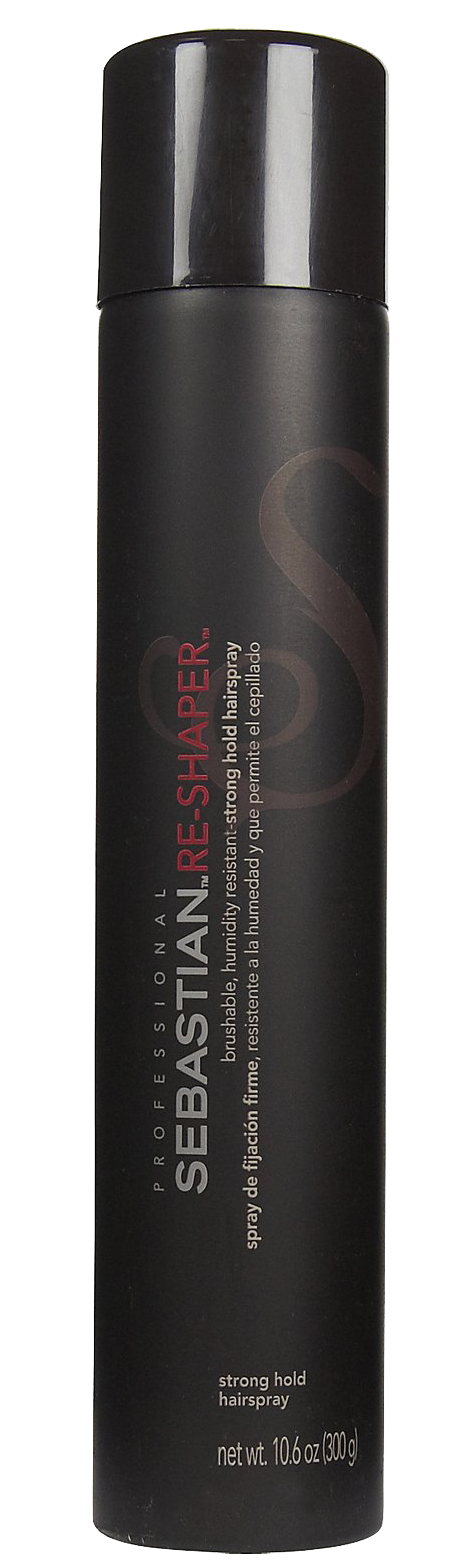 PROFESSIONAL
SEBASTIAN™ RE-SHAPER™
brushable, humidity resistant-strong hold hairspray
spray de fijación firme, resistente a la humedad y que permite el cepillado
strong hold
hairspray
net wt. 10.6 oz (300 g)